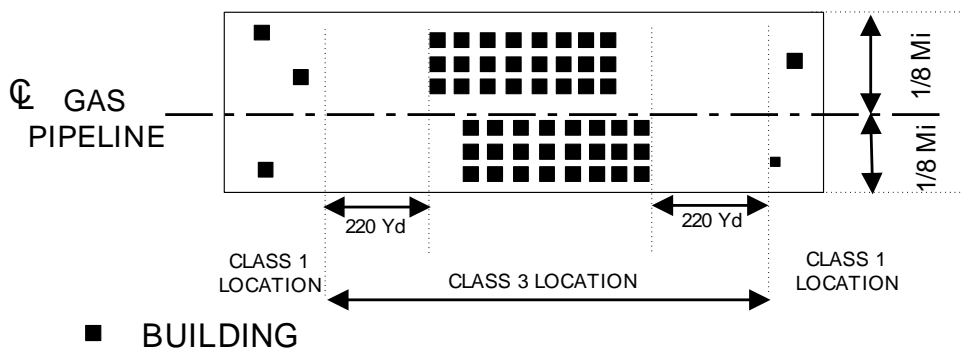 ℄ GAS
PIPELINE
1/8 Mi
1/8 Mi
220 Yd
220 Yd
CLASS 1
LOCATION
CLASS 3 LOCATION
CLASS 1
LOCATION
BUILDING